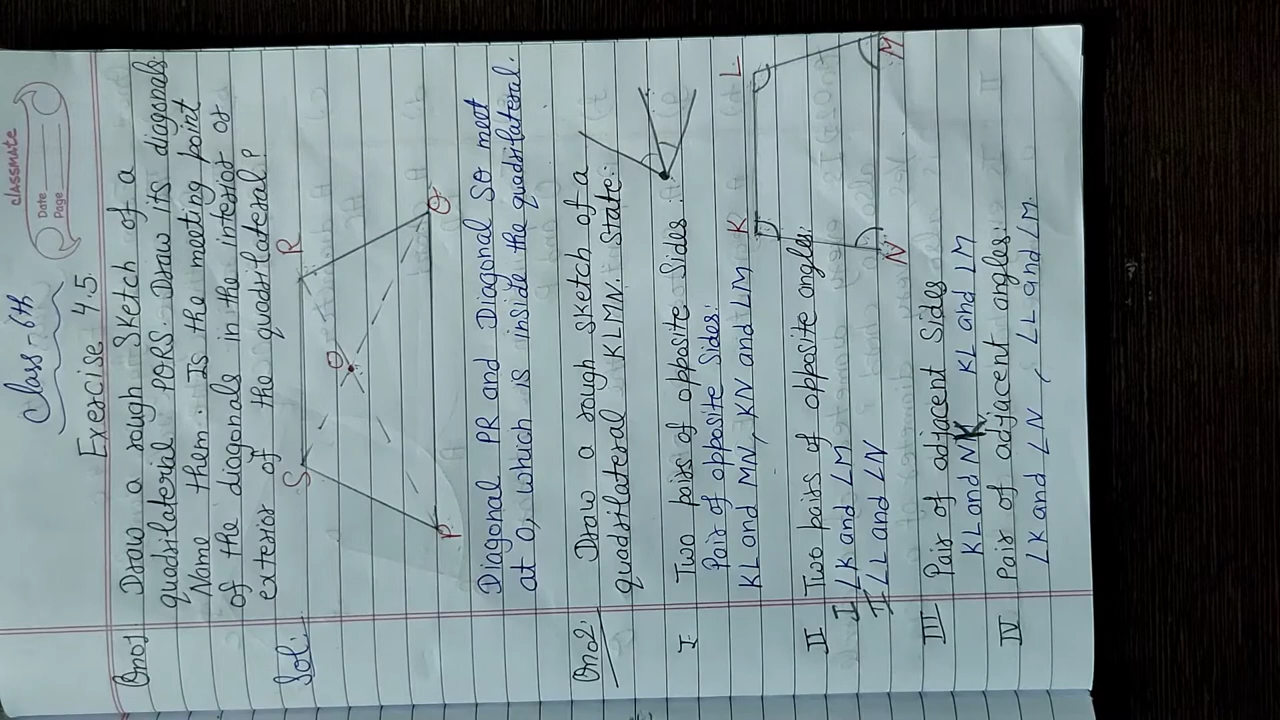 classmate
Date
Page
Class-6th
Exercise 4.5
Qno1 Draw a rough sketch of a
quadrilaterial PQRS. Draw its diagonals
Name them. Is the meeting point
of the diagonals in the interior or
exterior of the quadrilateral?
Sol:-
S R
O
P Q
Diagonal PR and Diagonal SQ meet
at O, which is inside the quadrilateral.
Qno2. Draw a rough sketch of a
quadrilateral KLMN. State:
I Two pairs of opposite Sides:
Pair of opposite Sides:
KL and MN, KN and LM
K L
N M
II Two pairs of opposite angles:
I ∠K and ∠M
II ∠L and ∠N
III Pair of adjacent Sides
KL and NK, KL and LM
IV Pair of adjacent angles:
∠K and ∠N, ∠L and ∠M.